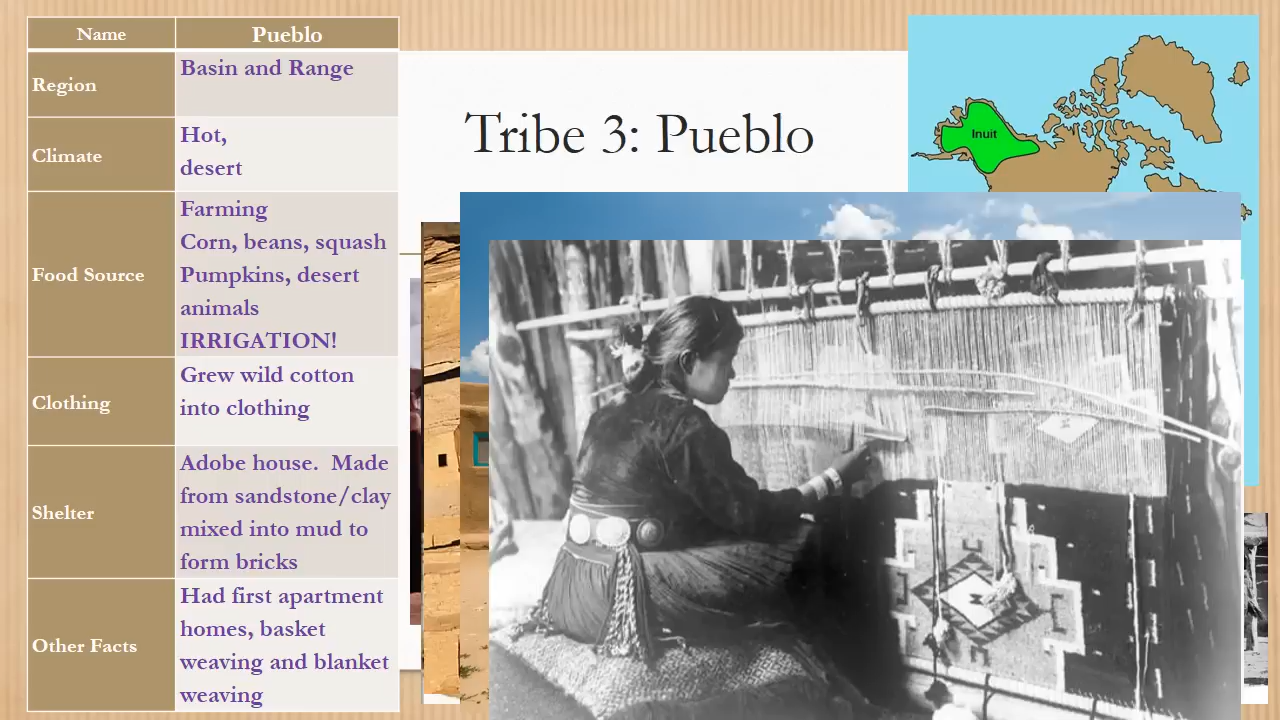 Name
Pueblo
Region
Basin and Range
Climate
Hot,
desert
Food Source
Farming
Corn, beans, squash
Pumpkins, desert
animals
IRRIGATION!
Clothing
Grew wild cotton
into clothing
Shelter
Adobe house.  Made
from sandstone/clay
mixed into mud to
form bricks
Other Facts
Had first apartment
homes, basket
weaving and blanket
weaving
Tribe 3: Pueblo
Inuit